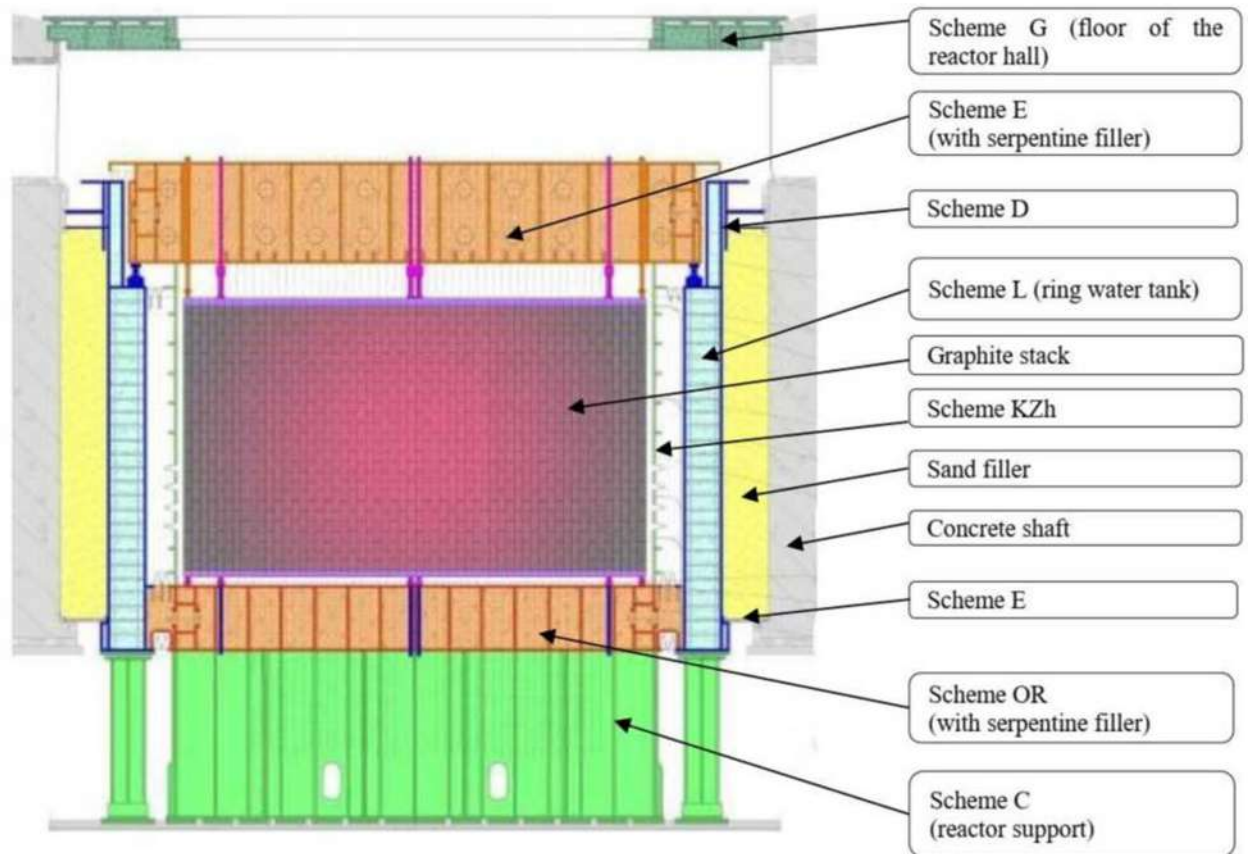 Scheme G (floor of the
reactor hall)
Scheme E
(with serpentine filler)
Scheme D
Scheme L (ring water tank)
Graphite stack
Scheme KZh
Sand filler
Concrete shaft
Scheme E
Scheme OR
(with serpentine filler)
Scheme C
(reactor support)